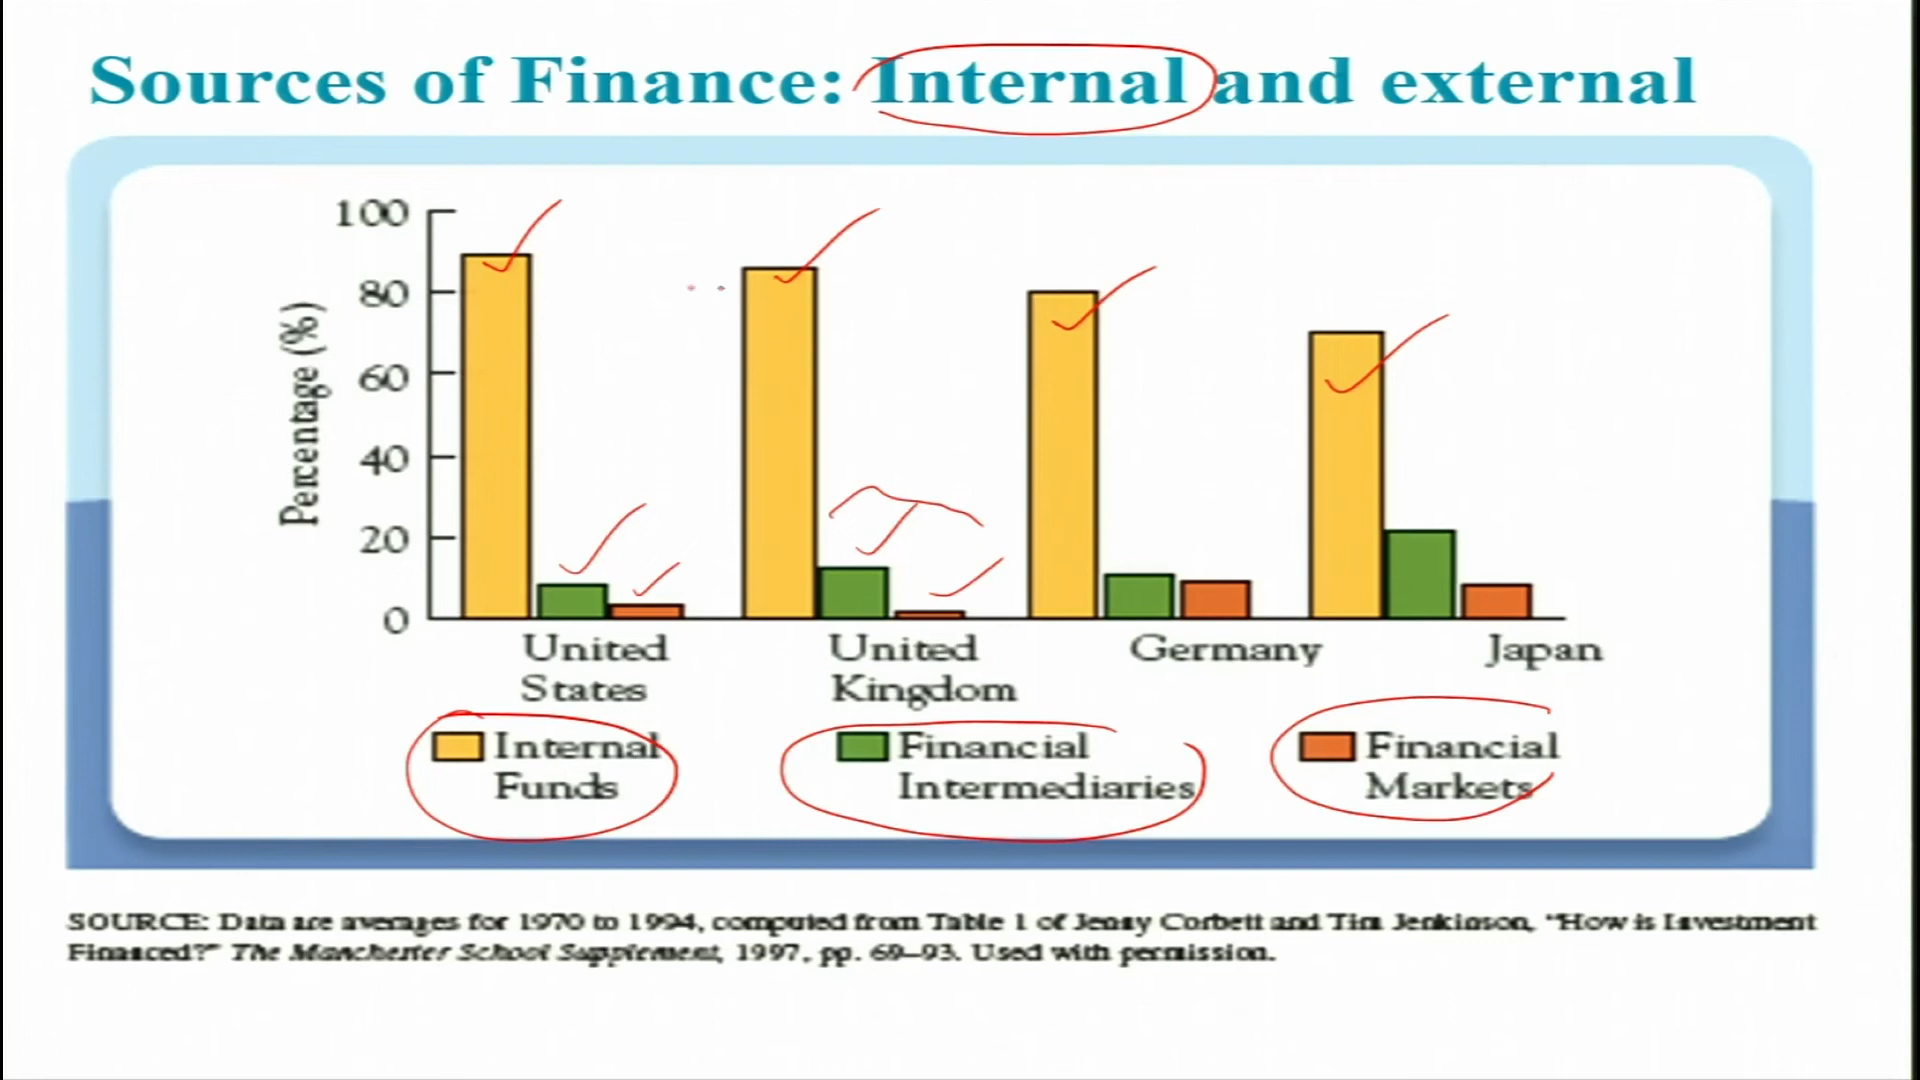 Sources of Finance: Internal and external
Percentage (%)
100
80
60
40
20
0
United States
United Kingdom
Germany
Japan
Internal Funds
Financial Intermediaries
Financial Markets
SOURCE: Data are averages for 1970 to 1994, computed from Table 1 of Jenny Corbett and Tim Jenkinson, “How is Investment
Financed?” The Manchester School Supplement, 1997, pp. 69–93. Used with permission.